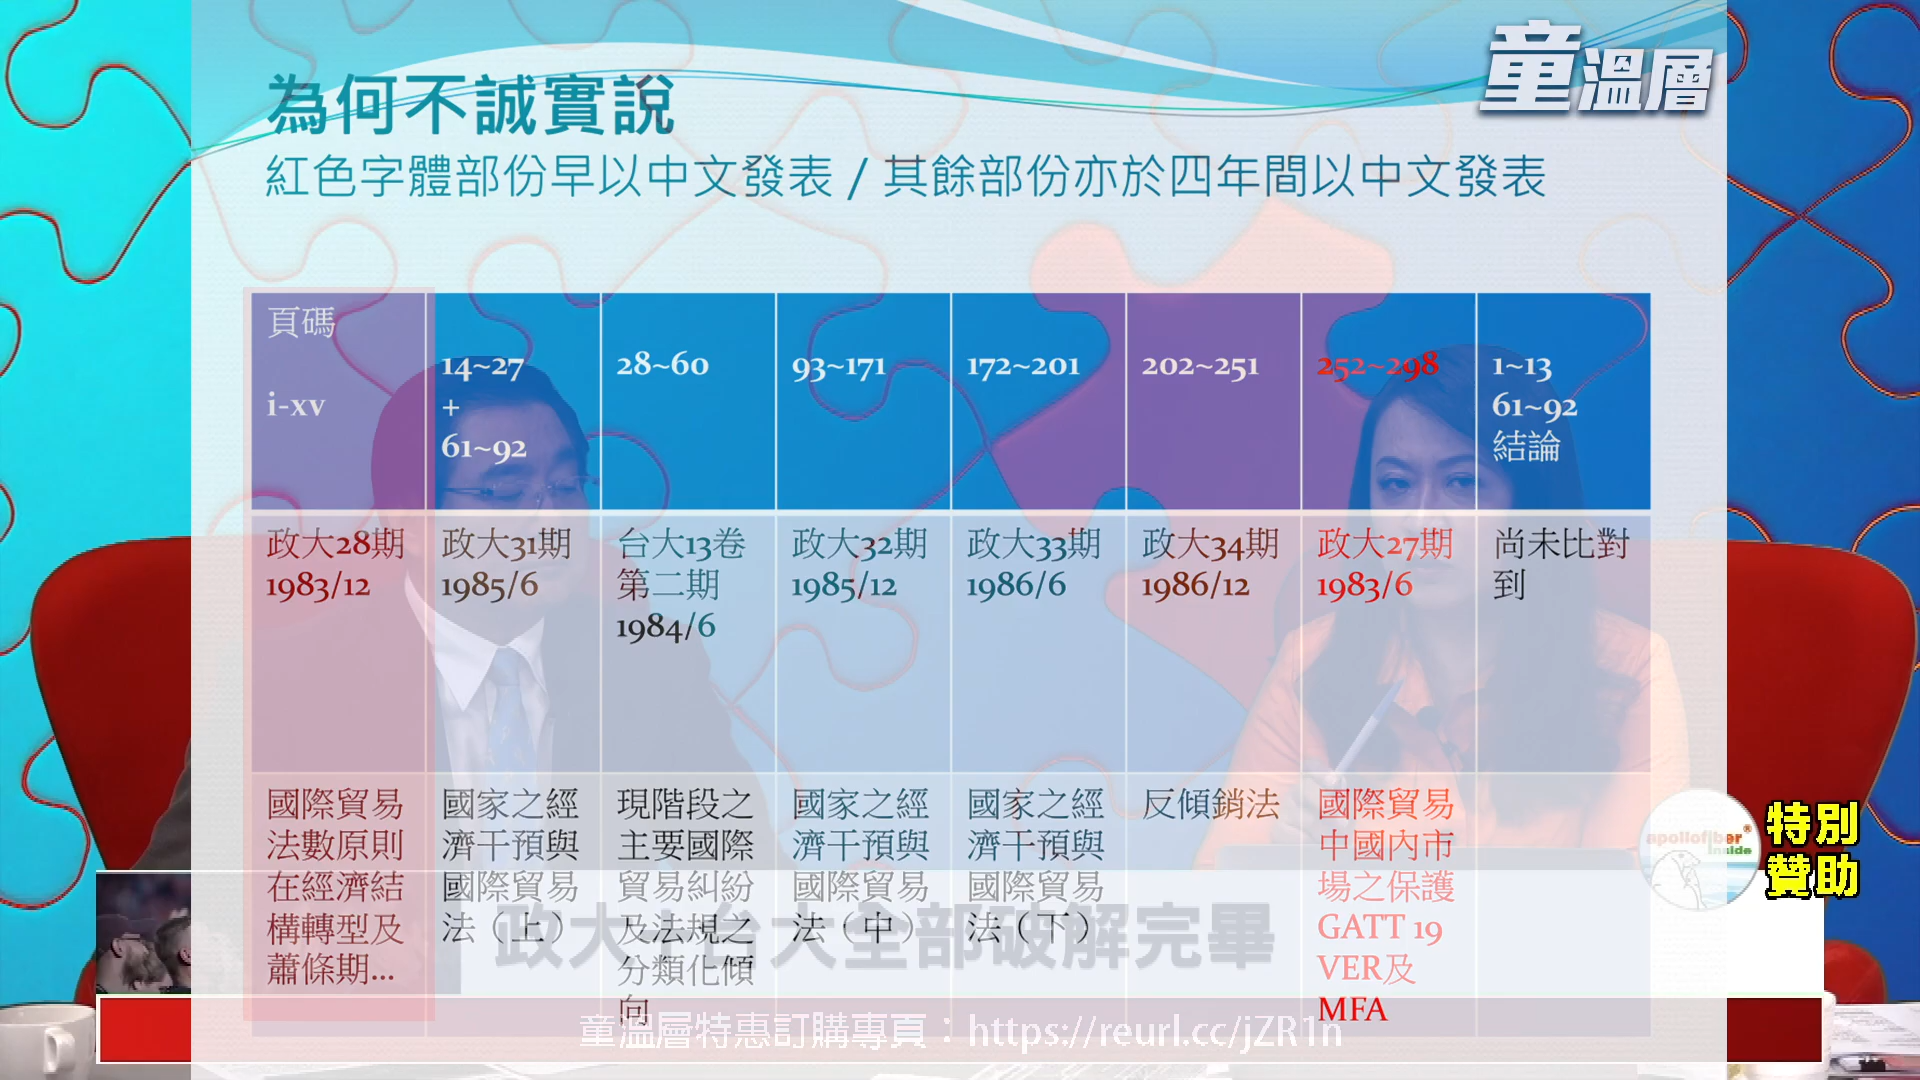 童溫層
為何不誠實說
紅色字體部份早以中文發表 / 其餘部份亦於四年間以中文發表
頁碼
i-xv
14~27
+
61~92
28~60
93~171
172~201
202~251
252~298
1~13
61~92
結論
政大28期
1983/12
政大31期
1985/6
台大13卷
第二期
1984/6
政大32期
1985/12
政大33期
1986/6
政大34期
1986/12
政大27期
1983/6
尚未比對
到
國際貿易
法數原則
在經濟結
構轉型及
蕭條期...
國家之經
濟干預與
國際貿易
法（上）
現階段之
主要國際
貿易糾紛
及法規之
分類化傾
向
國家之經
濟干預與
國際貿易
法（中）
國家之經
濟干預與
國際貿易
法（下）
反傾銷法
國際貿易
中國內市
場之保護
GATT 19
VER及
MFA
apollofiber®
inside
特別
贊助
政大+台大全部破解完畢
童溫層特惠訂購專頁：https://reurl.cc/jZR1n